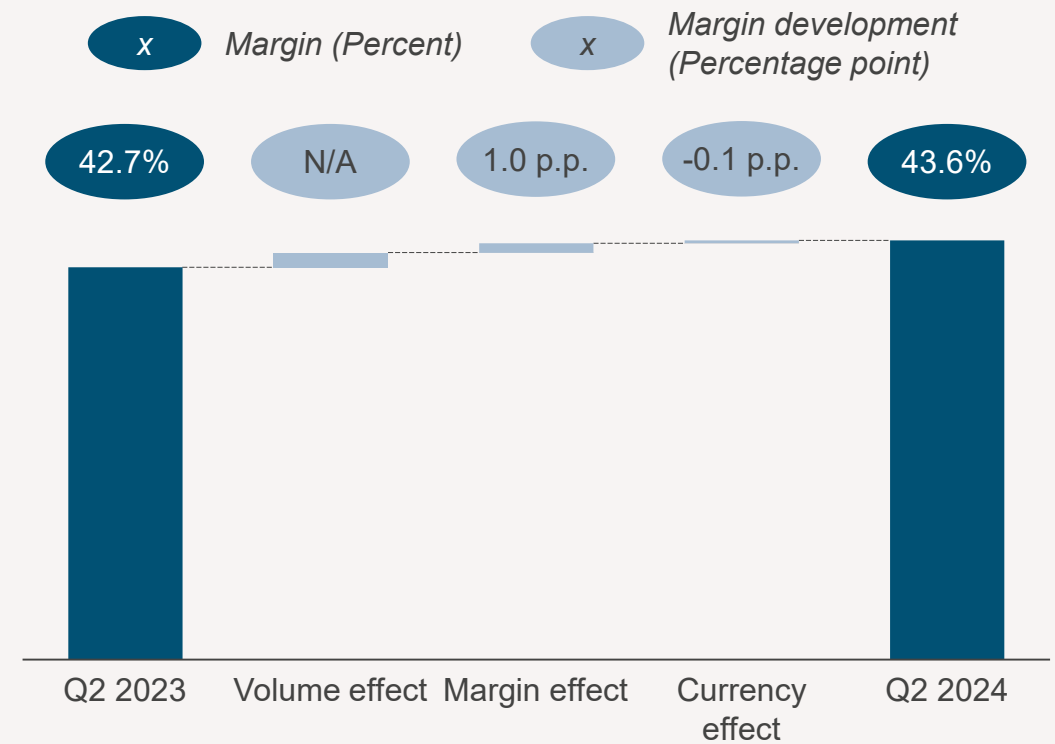 x Margin (Percent)
x Margin development
(Percentage point)
42.7% N/A 1.0 p.p. -0.1 p.p. 43.6%
Q2 2023 Volume effect Margin effect Currency Q2 2024
effect